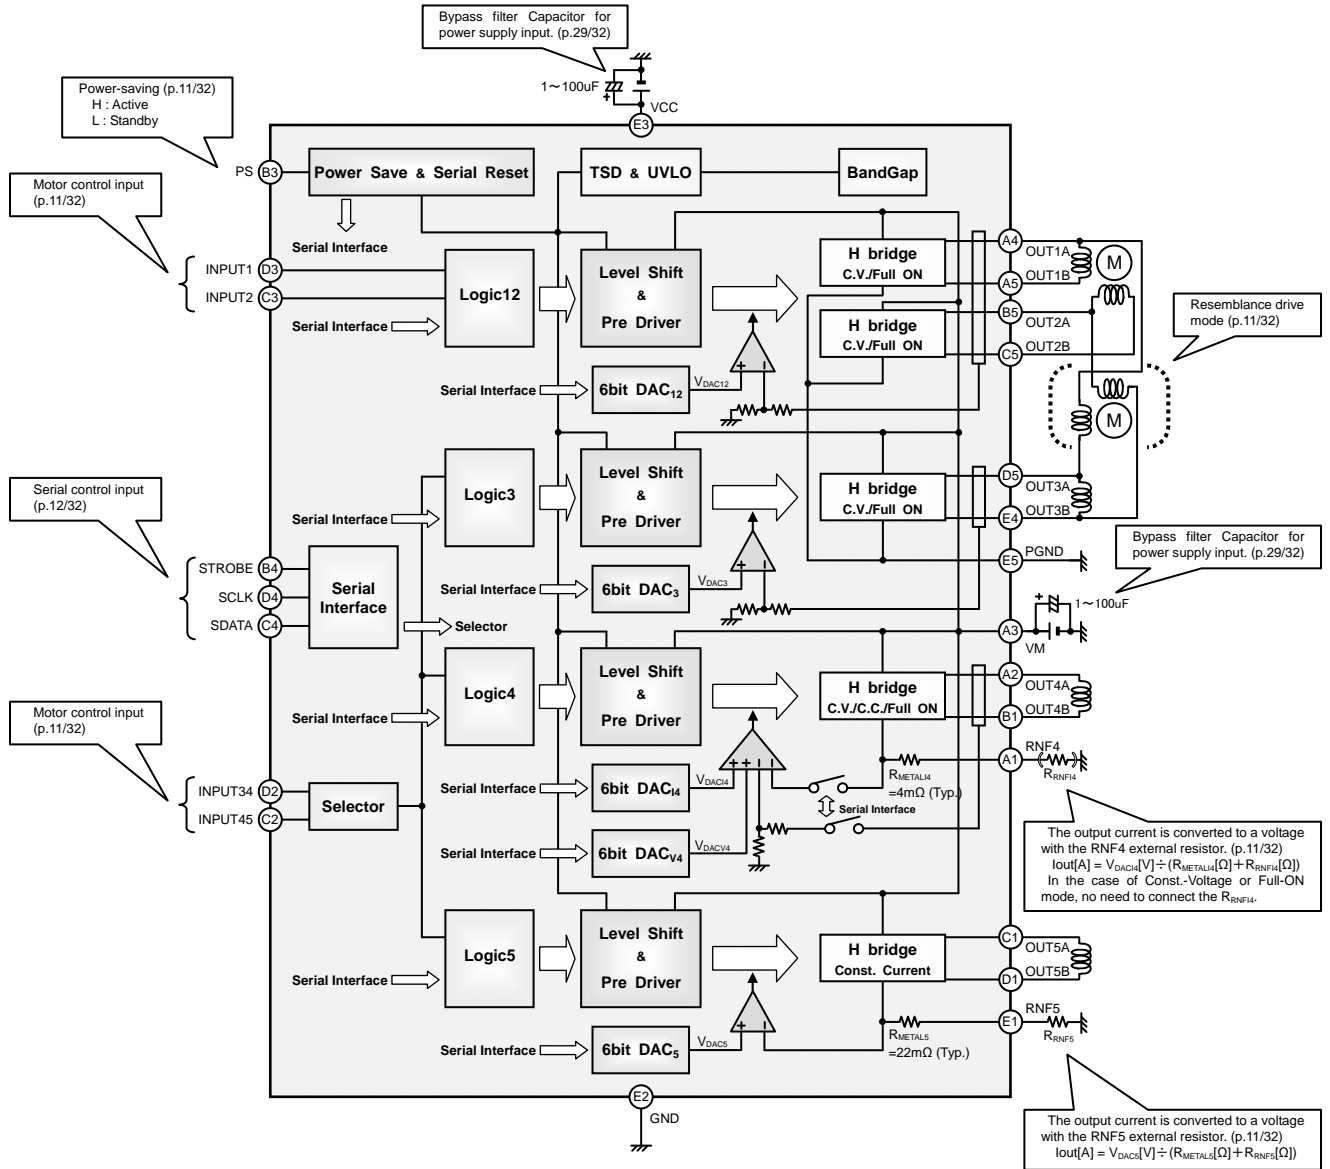 Bypass filter Capacitor for
power supply input. (p.29/32)
1～100uF
+
VCC
E3
Power-saving (p.11/32)
H : Active
L : Standby
PS
B3
Power Save & Serial Reset
TSD & UVLO
BandGap
Motor control input
(p.11/32)
Serial Interface
INPUT1
D3
INPUT2
C3
Logic12
Serial Interface
Level Shift
&
Pre Driver
H bridge
C.V./Full ON
H bridge
C.V./Full ON
A4
OUT1A
A5
OUT1B
M
B5
OUT2A
C5
OUT2B
Resemblance drive
mode (p.11/32)
M
Serial Interface
6bit DAC12
VDAC12
+
−
Serial control input
(p.12/32)
Logic3
Serial Interface
Level Shift
&
Pre Driver
H bridge
C.V./Full ON
D5
OUT3A
E4
OUT3B
E5
PGND
Bypass filter Capacitor for
power supply input. (p.29/32)
STROBE
B4
SCLK
D4
SDATA
C4
Serial
Interface
Selector
Serial Interface
6bit DAC3
VDAC3
+
−
+
1～100uF
A3
VM
Motor control input
(p.11/32)
Logic4
Serial Interface
Level Shift
&
Pre Driver
H bridge
C.V./C.C./Full ON
A2
OUT4A
B1
OUT4B
A1
RNF4
RRNFI4
INPUT34
D2
INPUT45
C2
Selector
Serial Interface
6bit DACI4
VDACI4
+
+
−
−
RMETALI4
=4mΩ (Typ.)
Serial Interface
Serial Interface
6bit DACV4
VDACV4
The output current is converted to a voltage
with the RNF4 external resistor. (p.11/32)
Iout[A] = VDACI4[V]÷(RMETALI4[Ω]＋RRNFI4[Ω])
In the case of Const.-Voltage or Full-ON
mode, no need to connect the RRNFI4.
Logic5
Serial Interface
Level Shift
&
Pre Driver
H bridge
Const. Current
C1
OUT5A
D1
OUT5B
E1
RNF5
RRNF5
Serial Interface
6bit DAC5
VDAC5
+
−
RMETAL5
=22mΩ (Typ.)
E2
GND
The output current is converted to a voltage
with the RNF5 external resistor. (p.11/32)
Iout[A] = VDAC5[V]÷(RMETAL5[Ω]＋RRNF5[Ω])